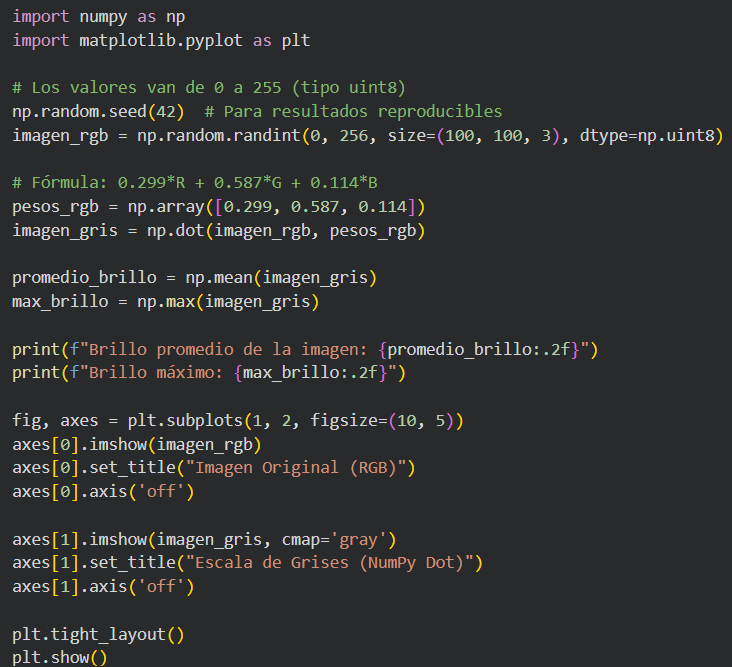 import numpy as np
import matplotlib.pyplot as plt

# Los valores van de 0 a 255 (tipo uint8)
np.random.seed(42)  # Para resultados reproducibles
imagen_rgb = np.random.randint(0, 256, size=(100, 100, 3), dtype=np.uint8)

# Fórmula: 0.299*R + 0.587*G + 0.114*B
pesos_rgb = np.array([0.299, 0.587, 0.114])
imagen_gris = np.dot(imagen_rgb, pesos_rgb)

promedio_brillo = np.mean(imagen_gris)
max_brillo = np.max(imagen_gris)

print(f"Brillo promedio de la imagen: {promedio_brillo:.2f}")
print(f"Brillo máximo: {max_brillo:.2f}")

fig, axes = plt.subplots(1, 2, figsize=(10, 5))
axes[0].imshow(imagen_rgb)
axes[0].set_title("Imagen Original (RGB)")
axes[0].axis('off')

axes[1].imshow(imagen_gris, cmap='gray')
axes[1].set_title("Escala de Grises (NumPy Dot)")
axes[1].axis('off')

plt.tight_layout()
plt.show()